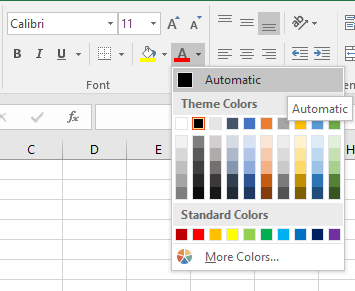 Calibri 11 A A
B I U A
Font
Automatic
Theme Colors
Automatic
fx
C D E H
Standard Colors
More Colors...